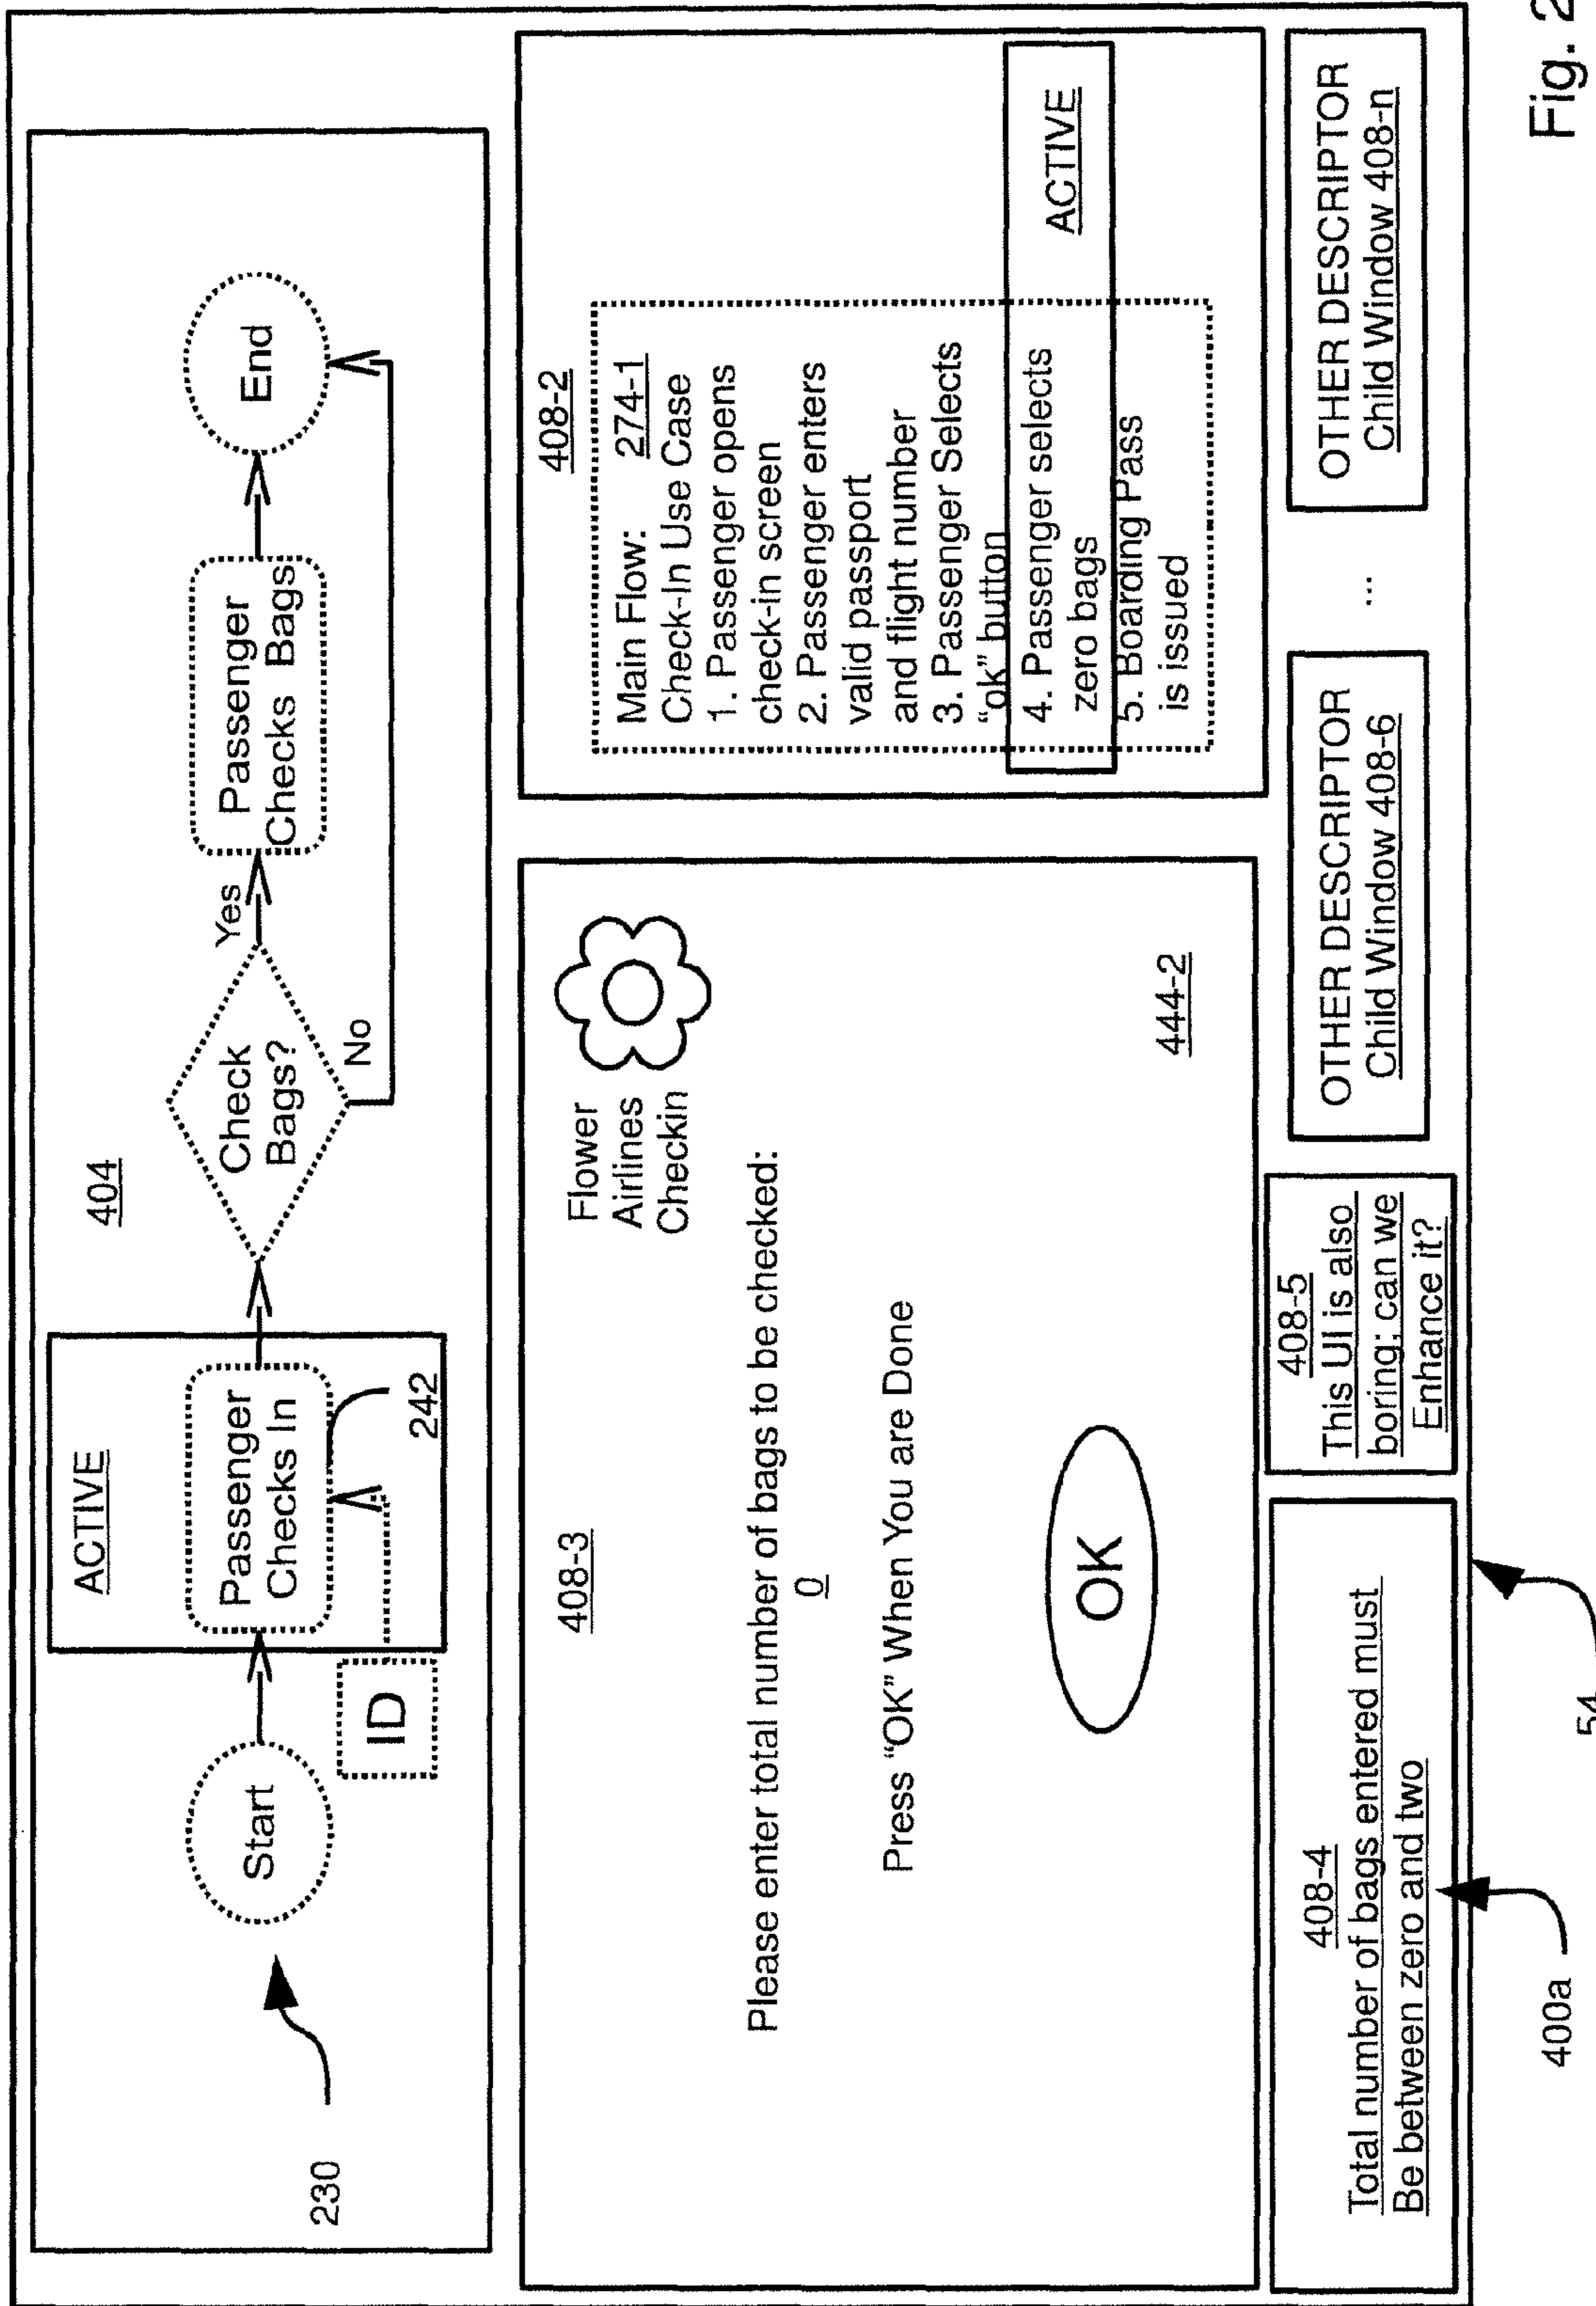 404
ACTIVE
230
Start
ID
Passenger
Checks In
242
Check
Bags?
Yes
No
Passenger
Checks Bags
End
408-3
Flower
Airlines
Checkin
Please enter total number of bags to be checked:
0
Press “OK” When You are Done
OK
444-2
408-2
Main Flow: 274-1
Check-In Use Case
1. Passenger opens
check-in screen
2. Passenger enters
valid passport
and flight number
3. Passenger Selects
“ok” button
4. Passenger selects
zero bags
ACTIVE
5. Boarding Pass
is issued
408-4
Total number of bags entered must
Be between zero and two
408-5
This UI is also
boring; can we
Enhance it?
OTHER DESCRIPTOR
Child Window 408-6
...
OTHER DESCRIPTOR
Child Window 408-n
400a
54
Fig. 2